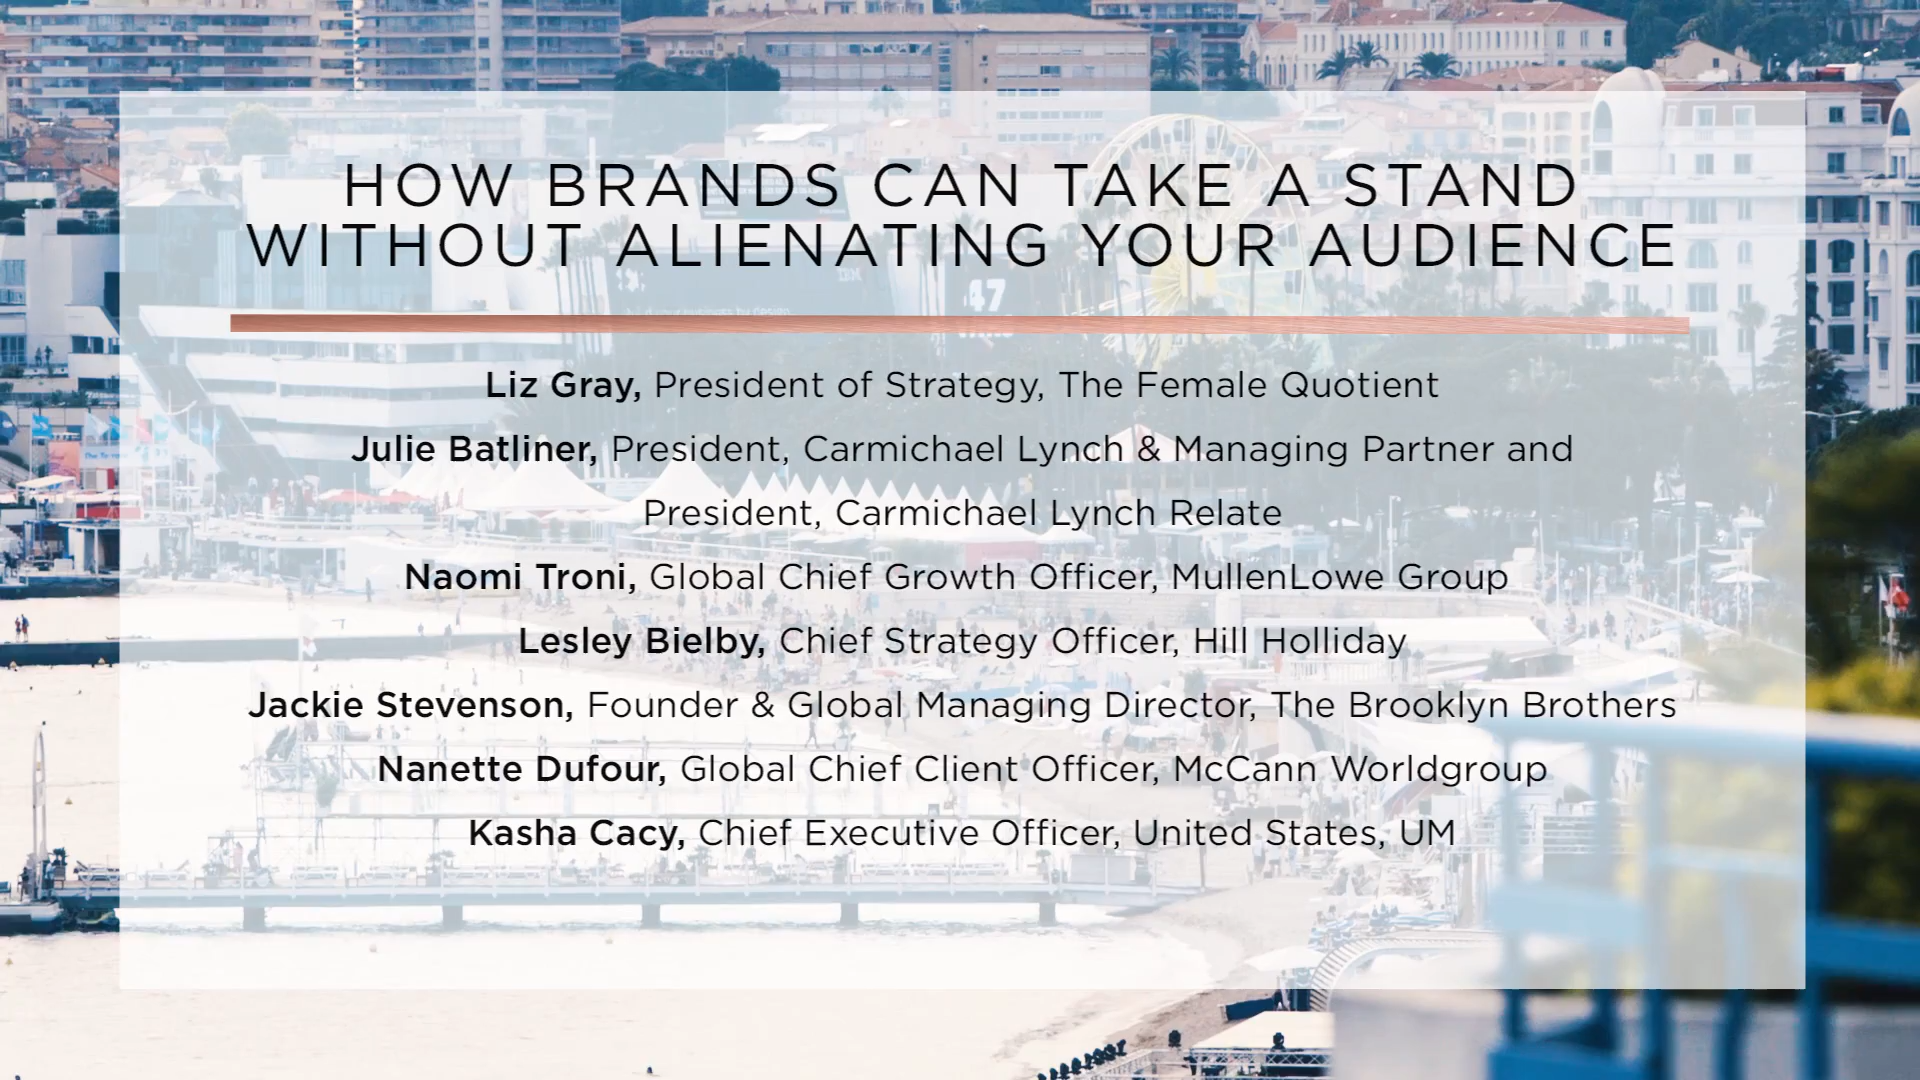 HOW BRANDS CAN TAKE A STAND
WITHOUT ALIENATING YOUR AUDIENCE
Liz Gray, President of Strategy, The Female Quotient
Julie Batliner, President, Carmichael Lynch & Managing Partner and
President, Carmichael Lynch Relate
Naomi Troni, Global Chief Growth Officer, MullenLowe Group
Lesley Bielby, Chief Strategy Officer, Hill Holliday
Jackie Stevenson, Founder & Global Managing Director, The Brooklyn Brothers
Nanette Dufour, Global Chief Client Officer, McCann Worldgroup
Kasha Cacy, Chief Executive Officer, United States, UM
IBM
47